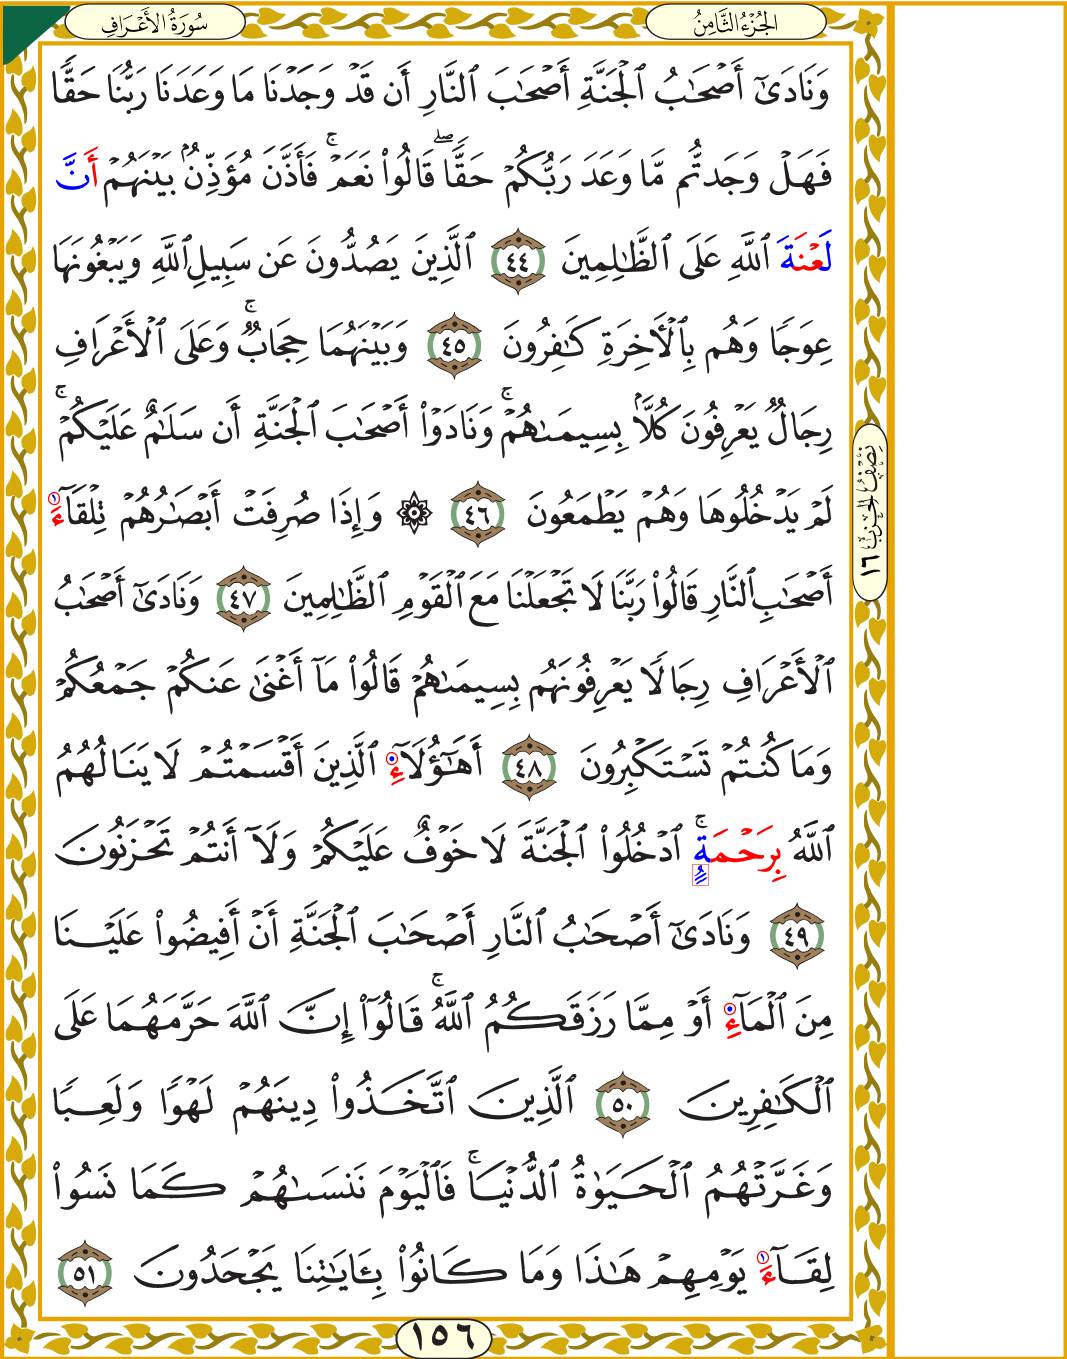 سُورَةُ الأَعْرَافِ
الجُزْءُ الثَّامِنُ
وَنَادَىٰٓ أَصْحَٰبُ ٱلْجَنَّةِ أَصْحَٰبَ ٱلنَّارِ أَن قَدْ وَجَدْنَا مَا وَعَدَنَا رَبُّنَا حَقًّا
فَهَلْ وَجَدتُّم مَّا وَعَدَ رَبُّكُمْ حَقًّا ۖ قَالُوا۟ نَعَمْ ۚ فَأَذَّنَ مُؤَذِّنٌۢ بَيْنَهُمْ أَنَّ
لَعْنَةَ ٱللَّهِ عَلَى ٱلظَّٰلِمِينَ ٤٤ ٱلَّذِينَ يَصُدُّونَ عَن سَبِيلِ ٱللَّهِ وَيَبْغُونَهَا
عِوَجًا وَهُم بِٱلْأَخِرَةِ كَٰفِرُونَ ٤٥ وَبَيْنَهُمَا حِجَابٌ ۚ وَعَلَى ٱلْأَعْرَافِ
رِجَالٌ يَعْرِفُونَ كُلًّۢا بِسِيمَىٰهُمْ ۚ وَنَادَوْا۟ أَصْحَٰبَ ٱلْجَنَّةِ أَن سَلَٰمٌ عَلَيْكُمْ ۚ
لَمْ يَدْخُلُوهَا وَهُمْ يَطْمَعُونَ ٤٦ ۞ وَإِذَا صُرِفَتْ أَبْصَٰرُهُمْ تِلْقَآءَ
أَصْحَٰبِ ٱلنَّارِ قَالُوا۟ رَبَّنَا لَا تَجْعَلْنَا مَعَ ٱلْقَوْمِ ٱلظَّٰلِمِينَ ٤٧ وَنَادَىٰٓ أَصْحَٰبُ
ٱلْأَعْرَافِ رِجَالًا يَعْرِفُونَهُم بِسِيمَىٰهُمْ قَالُوا۟ مَآ أَغْنَىٰ عَنكُمْ جَمْعُكُمْ
وَمَا كُنتُمْ تَسْتَكْبِرُونَ ٤٨ أَهَٰٓؤُلَآءِ ٱلَّذِينَ أَقْسَمْتُمْ لَا يَنَالُهُمُ
ٱللَّهُ بِرَحْمَةٍ ۚ ٱدْخُلُوا۟ ٱلْجَنَّةَ لَا خَوْفٌ عَلَيْكُمْ وَلَآ أَنتُمْ تَحْزَنُونَ
٤٩ وَنَادَىٰٓ أَصْحَٰبُ ٱلنَّارِ أَصْحَٰبَ ٱلْجَنَّةِ أَنْ أَفِيضُوا۟ عَلَيْنَا
مِنَ ٱلْمَآءِ أَوْ مِمَّا رَزَقَكُمُ ٱللَّهُ ۚ قَالُوٓا۟ إِنَّ ٱللَّهَ حَرَّمَهُمَا عَلَى
ٱلْكَٰفِرِينَ ٥٠ ٱلَّذِينَ ٱتَّخَذُوا۟ دِينَهُمْ لَهْوًا وَلَعِبًا
وَغَرَّتْهُمُ ٱلْحَيَوٰةُ ٱلدُّنْيَا ۚ فَٱلْيَوْمَ نَنسَىٰهُمْ كَمَا نَسُوا۟
لِقَآءَ يَوْمِهِمْ هَٰذَا وَمَا كَانُوا۟ بِـَٔايَٰتِنَا يَجْحَدُونَ ٥١
نِصْفُ الحِزْبِ ١٦
١٥٦